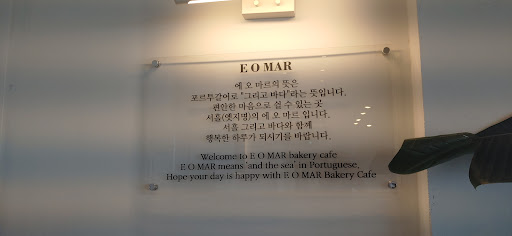 E O MAR
에 오 마르의 뜻은
포르투갈어로 "그리고 바다"라는 뜻입니다.
편안한 마음으로 쉴 수 있는 곳
서흘(옛지명)의 에 오 마르 입니다.
서흘 그리고 바다와 함께
행복한 하루가 되시기를 바랍니다.
Welcome to E O MAR bakery cafe
E O MAR means 'and the sea' in Portuguese.
Hope your day is happy with E O MAR Bakery Cafe